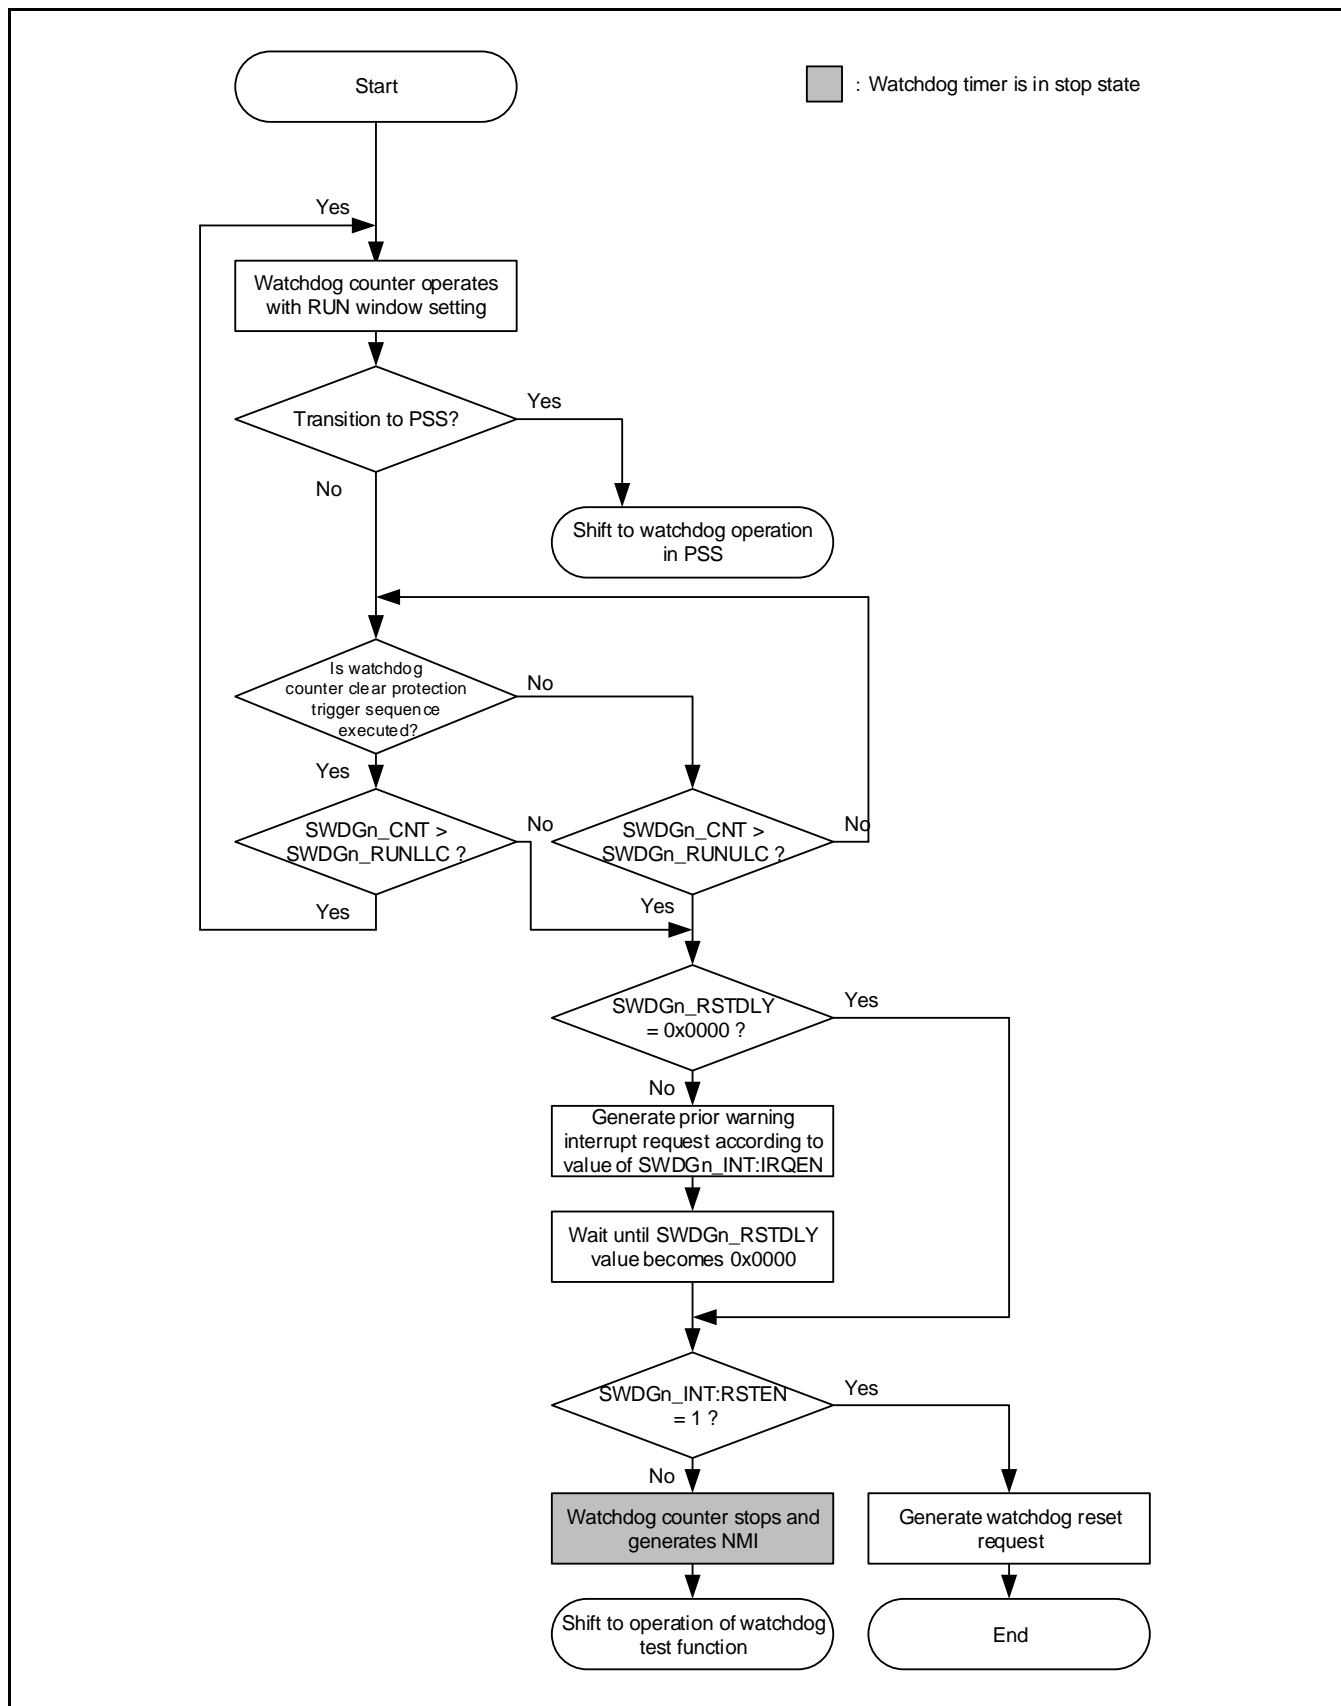 Start
: Watchdog timer is in stop state
Yes
Watchdog counter operates
with RUN window setting
Transition to PSS?
Yes
No
Shift to watchdog operation
in PSS
Is watchdog
counter clear protection
trigger sequence
executed?
No
Yes
SWDGn_CNT >
SWDGn_RUNLLC ?
No
SWDGn_CNT >
SWDGn_RUNULC ?
No
Yes
Yes
SWDGn_RSTDLY
= 0x0000 ?
Yes
No
Generate prior warning
interrupt request according to
value of SWDGn_INT:IRQEN
Wait until SWDGn_RSTDLY
value becomes 0x0000
SWDGn_INT:RSTEN
= 1 ?
Yes
No
Watchdog counter stops and
generates NMI
Generate watchdog reset
request
Shift to operation of watchdog
test function
End